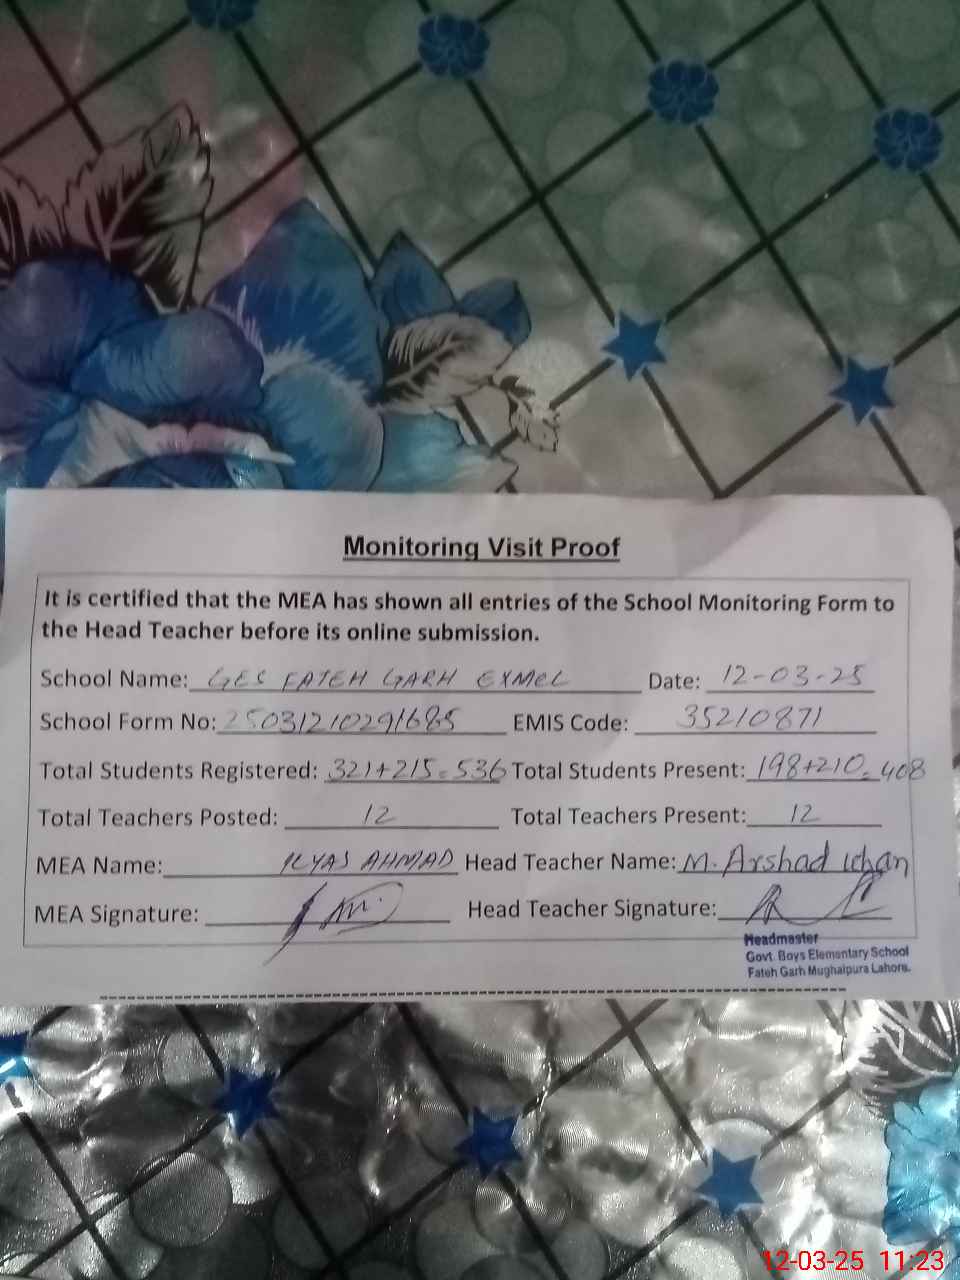 Monitoring Visit Proof
It is certified that the MEA has shown all entries of the School Monitoring Form to
the Head Teacher before its online submission.
School Name: GES FATEH GARH EXMCL Date: 12-03-25
School Form No: 25031210291685 EMIS Code: 35210871
Total Students Registered: 321+215=536 Total Students Present: 198+210=408
Total Teachers Posted: 12 Total Teachers Present: 12
MEA Name: ILYAS AHMAD Head Teacher Name: M. Arshad Khan
MEA Signature: Head Teacher Signature:
Headmaster
Govt. Boys Elementary School
Fateh Garh Mughalpura Lahore.
12-03-25 11:23